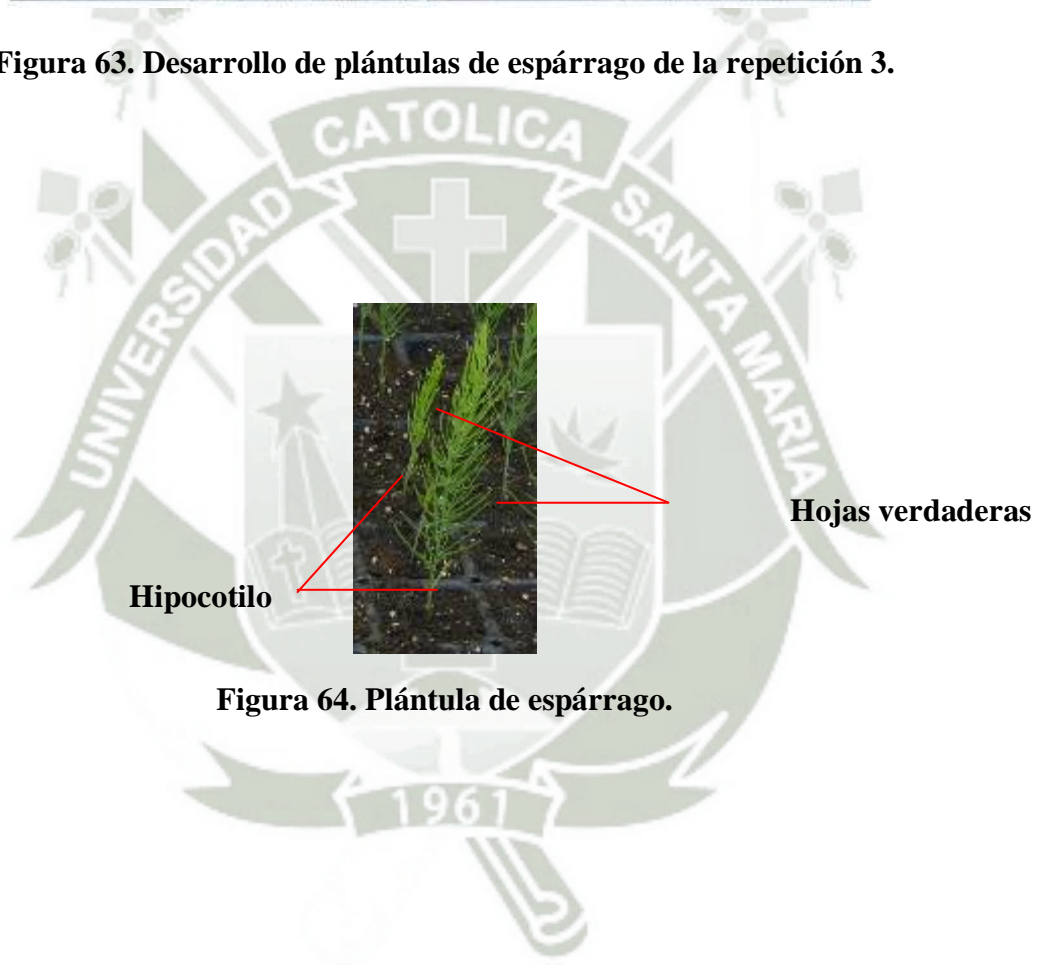 Figura 63. Desarrollo de plántulas de espárrago de la repetición 3.
UNIVERSIDAD CATOLICA SANTA MARIA
Hojas verdaderas
Hipocotilo
Figura 64. Plántula de espárrago.
1961